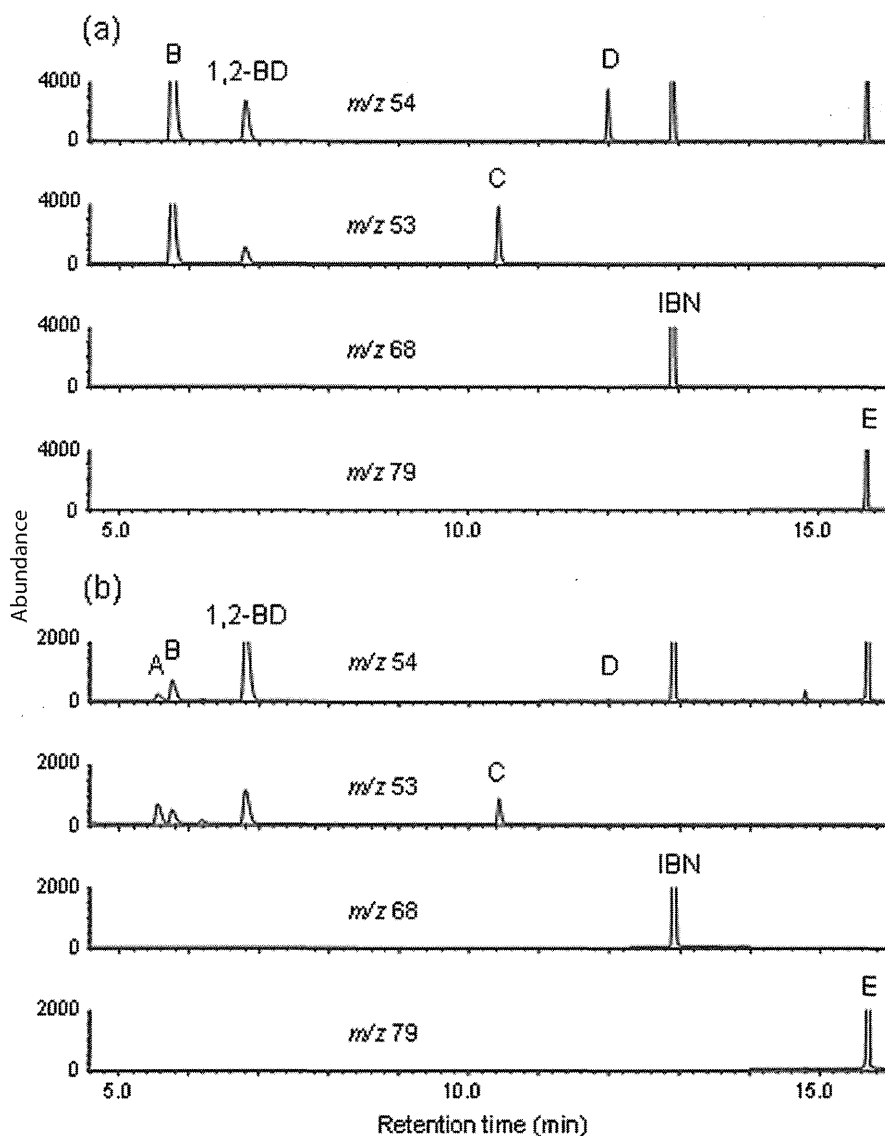 (a)
B
1,2-BD
D
4000
m/z 54
0
C
4000
m/z 53
0
IBN
4000
m/z 68
0
E
4000
m/z 79
0
5.0 10.0 15.0
Abundance
(b)
1,2-BD
2000
A B
m/z 54
D
0
2000
C
m/z 53
0
IBN
2000
m/z 68
0
E
2000
m/z 79
0
5.0 10.0 15.0
Retention time (min)